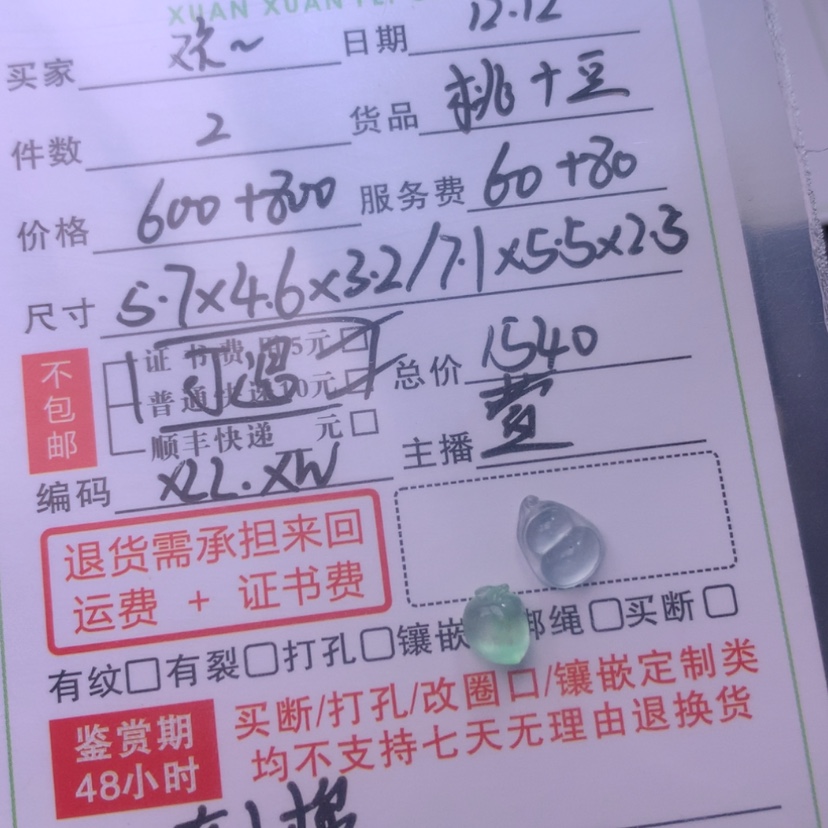 XUAN XUAN FEI
买家 欢~ 日期 12.12
件数 2 货品 桃+豆
价格 600+800 服务费 60+80
尺寸 5.7×4.6×3.2/7.1×5.5×2.3
不包邮
证书费用5元□
普通快递10元□
顺丰快递 元□
总价 1540
主播
编码 XZL.XW
退货需承担来回
运费 + 证书费
有纹□有裂□打孔□镶嵌 绑绳□买断□
鉴赏期
48小时
买断/打孔/改圈口/镶嵌定制类
均不支持七天无理由退换货